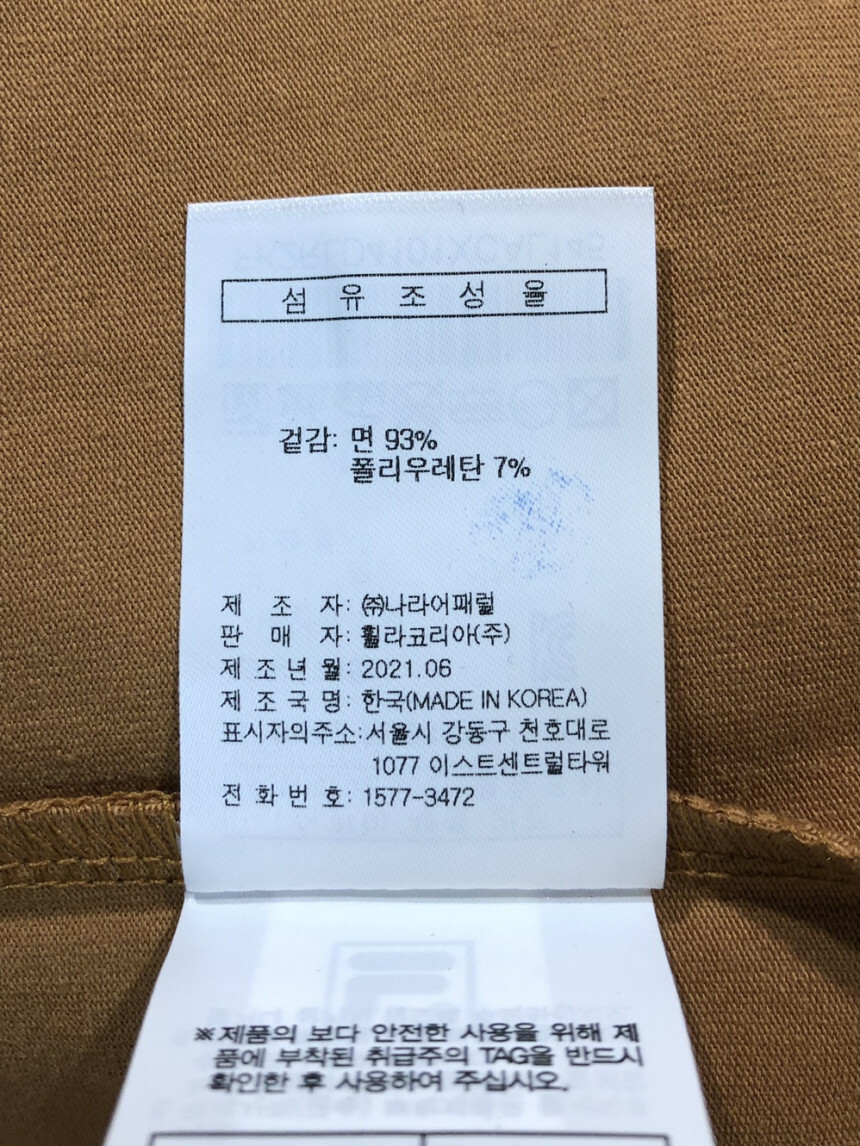 섬 유 조 성 율
겉감: 면 93%
폴리우레탄 7%
제 조 자: ㈜나라어패럴
판 매 자: 휠라코리아(주)
제 조 년 월: 2021.06
제 조 국 명: 한국(MADE IN KOREA)
표시자의주소:서울시 강동구 천호대로
1077 이스트센트럴타워
전 화 번 호: 1577-3472
※제품의 보다 안전한 사용을 위해 제
품에 부착된 취급주의 TAG을 반드시
확인한 후 사용하여 주십시오.